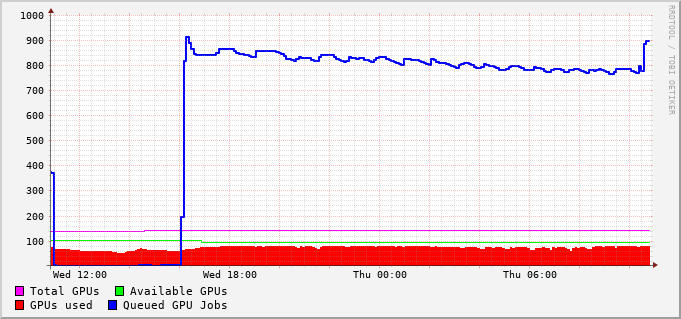 1000
900
800
700
600
500
400
300
200
100
Wed 12:00 Wed 18:00 Thu 00:00 Thu 06:00
Total GPUs Available GPUs
GPUs used Queued GPU Jobs
RRDTOOL / TOBI OETIKER